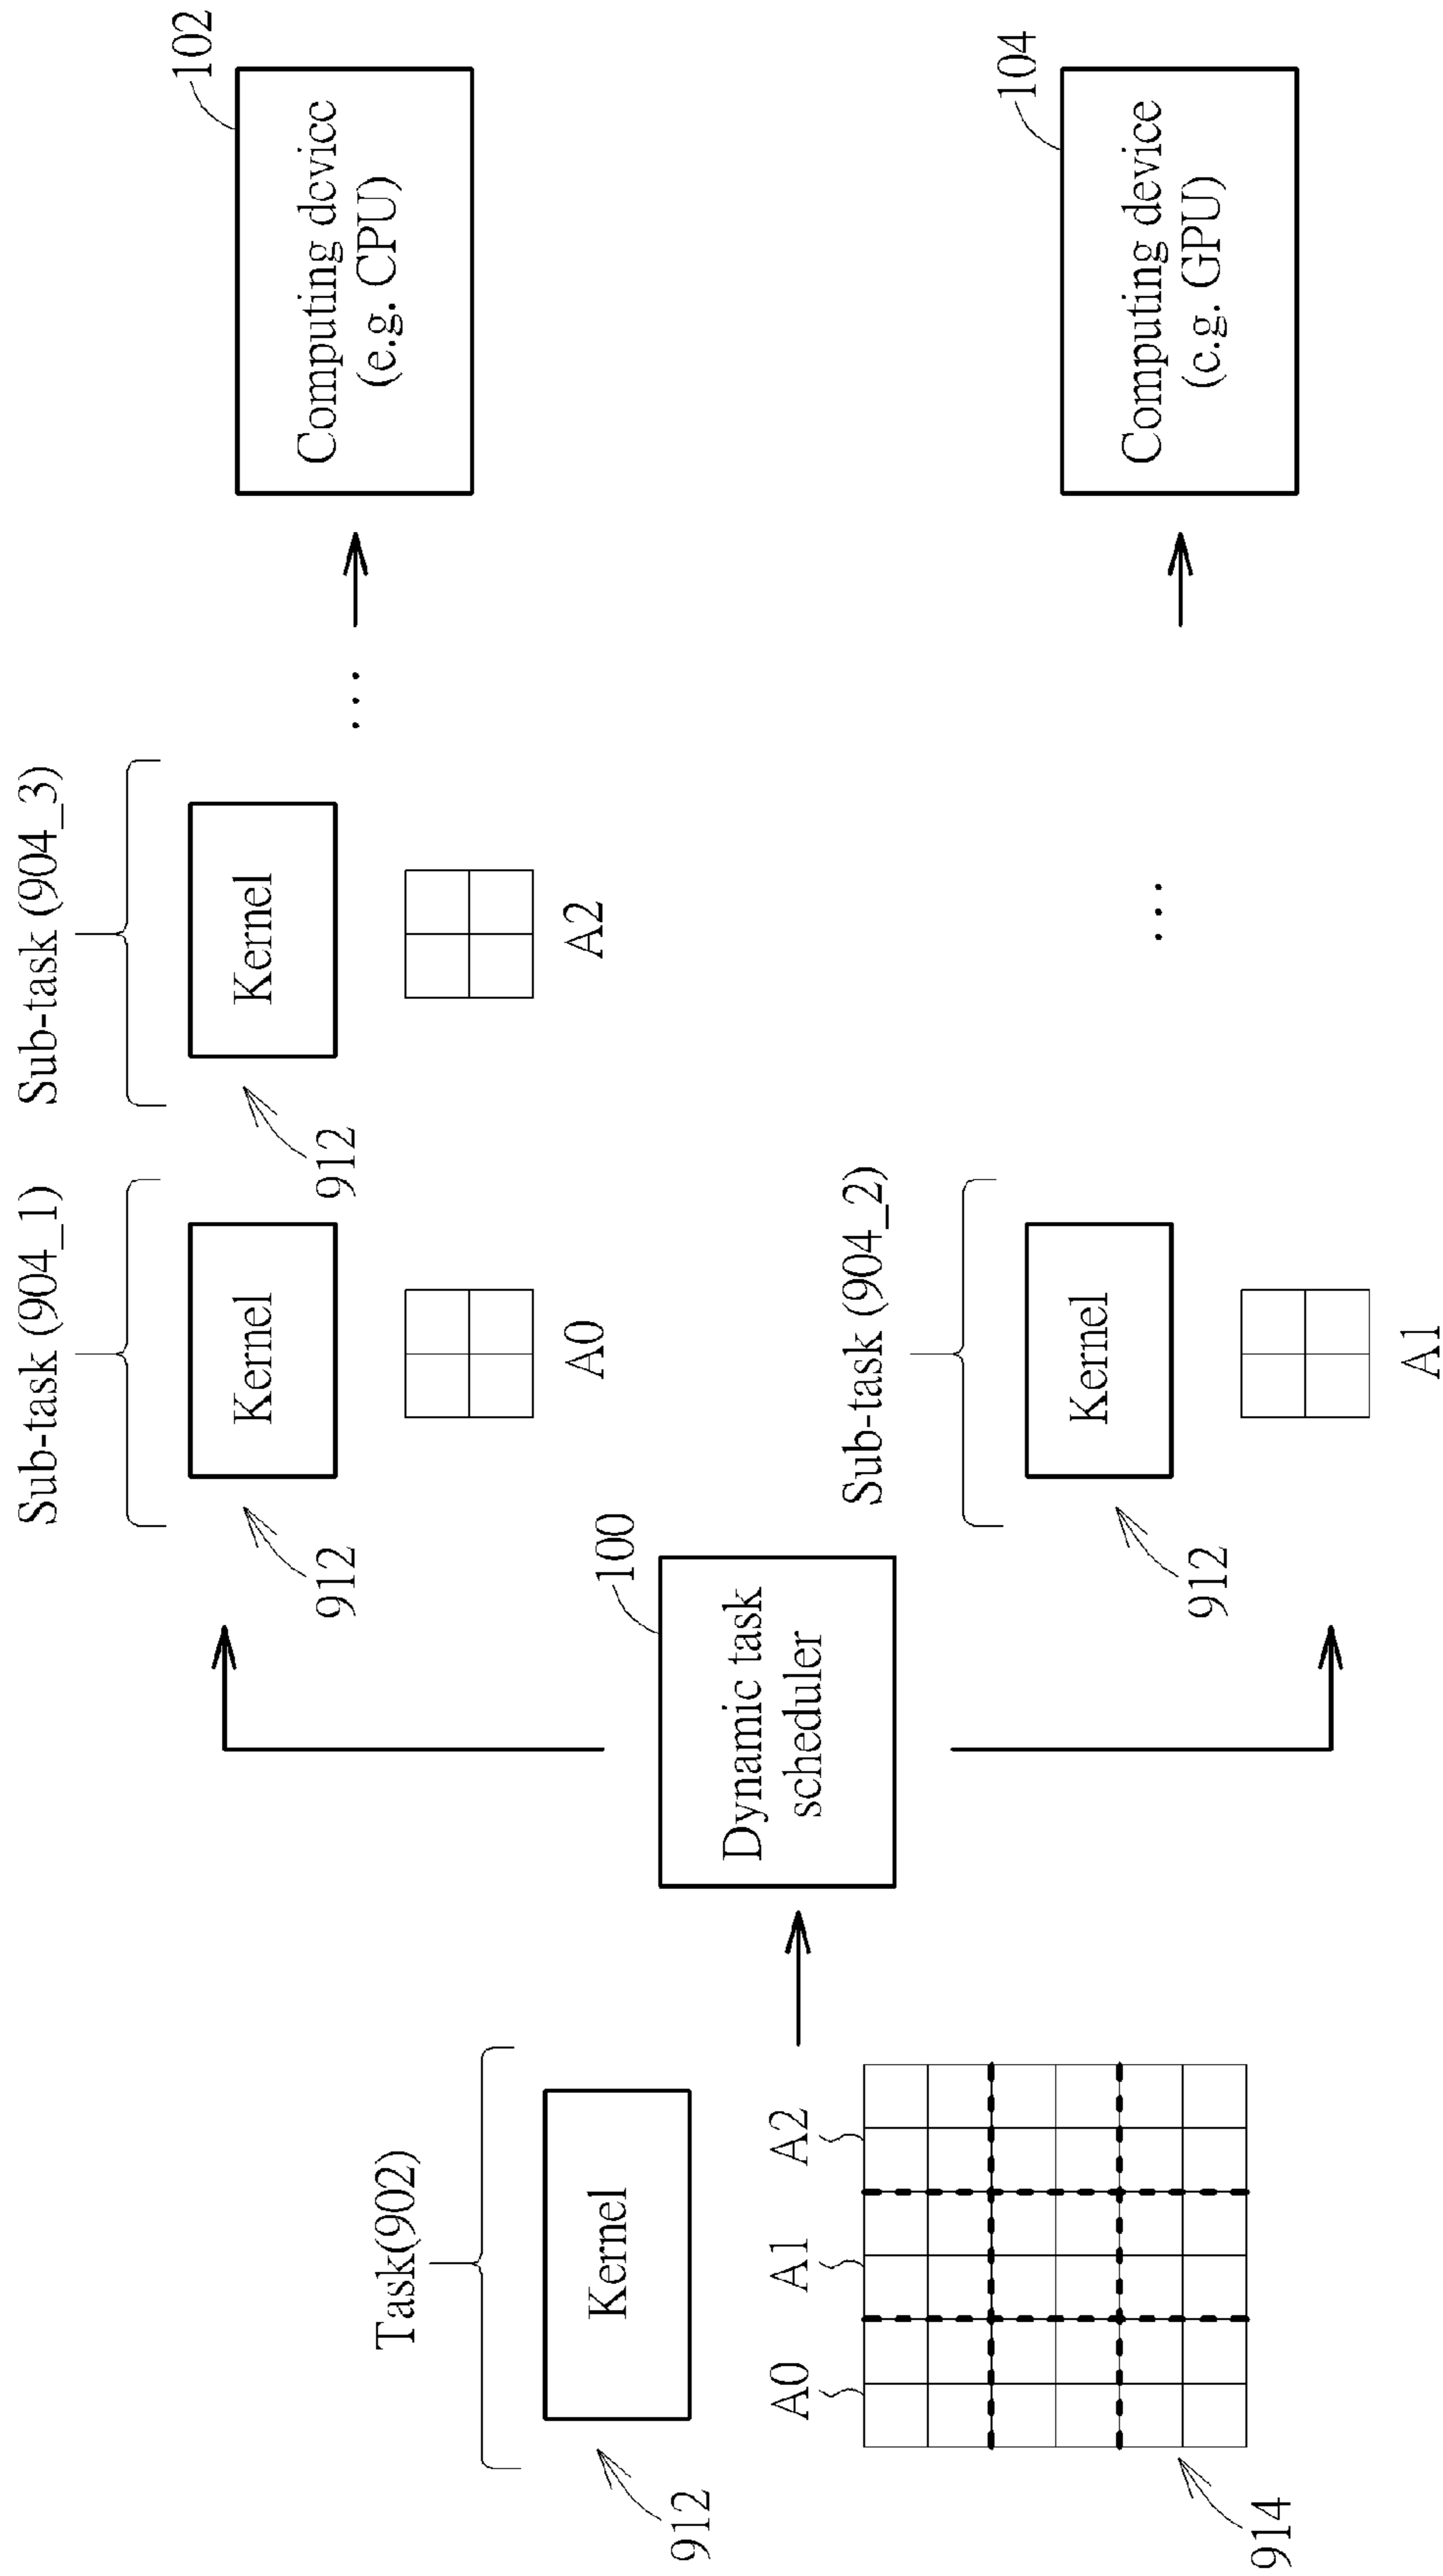 Task(902)
Kernel
912
A0 A1 A2
914
Dynamic task
scheduler
100
Sub-task (904_1)
Kernel
912
A0
Sub-task (904_3)
Kernel
912
A2
...
Computing device
(e.g. CPU)
102
Sub-task (904_2)
Kernel
912
A1
...
Computing device
(e.g. GPU)
104